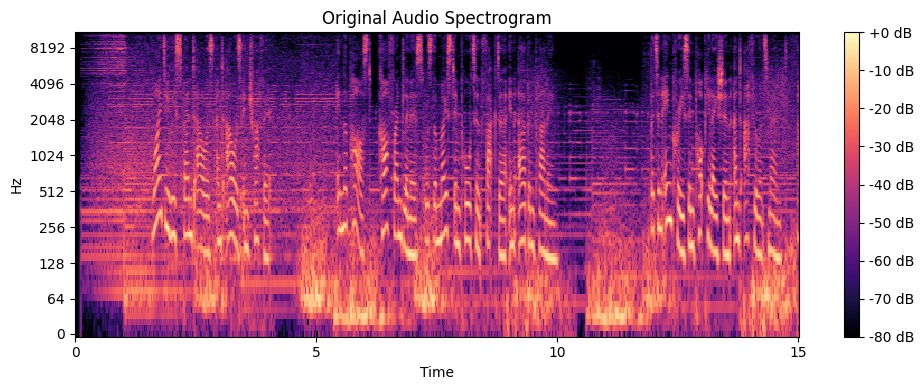 Original Audio Spectrogram
8192
4096
2048
1024
512
256
128
64
0
Hz
0
5
10
15
Time
+0 dB
-10 dB
-20 dB
-30 dB
-40 dB
-50 dB
-60 dB
-70 dB
-80 dB